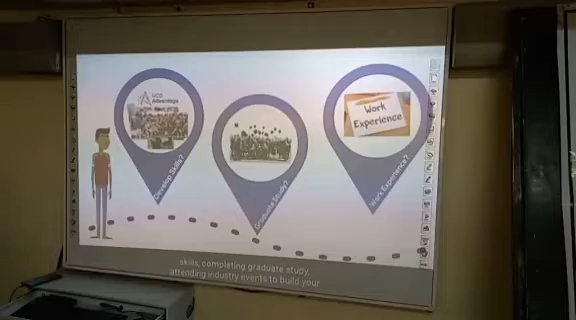 UCD
Advantage
Develop Skills?
Graduate Study?
Work
Experience
Work Experience?
skills, completing graduate study,
attending industry events to build your